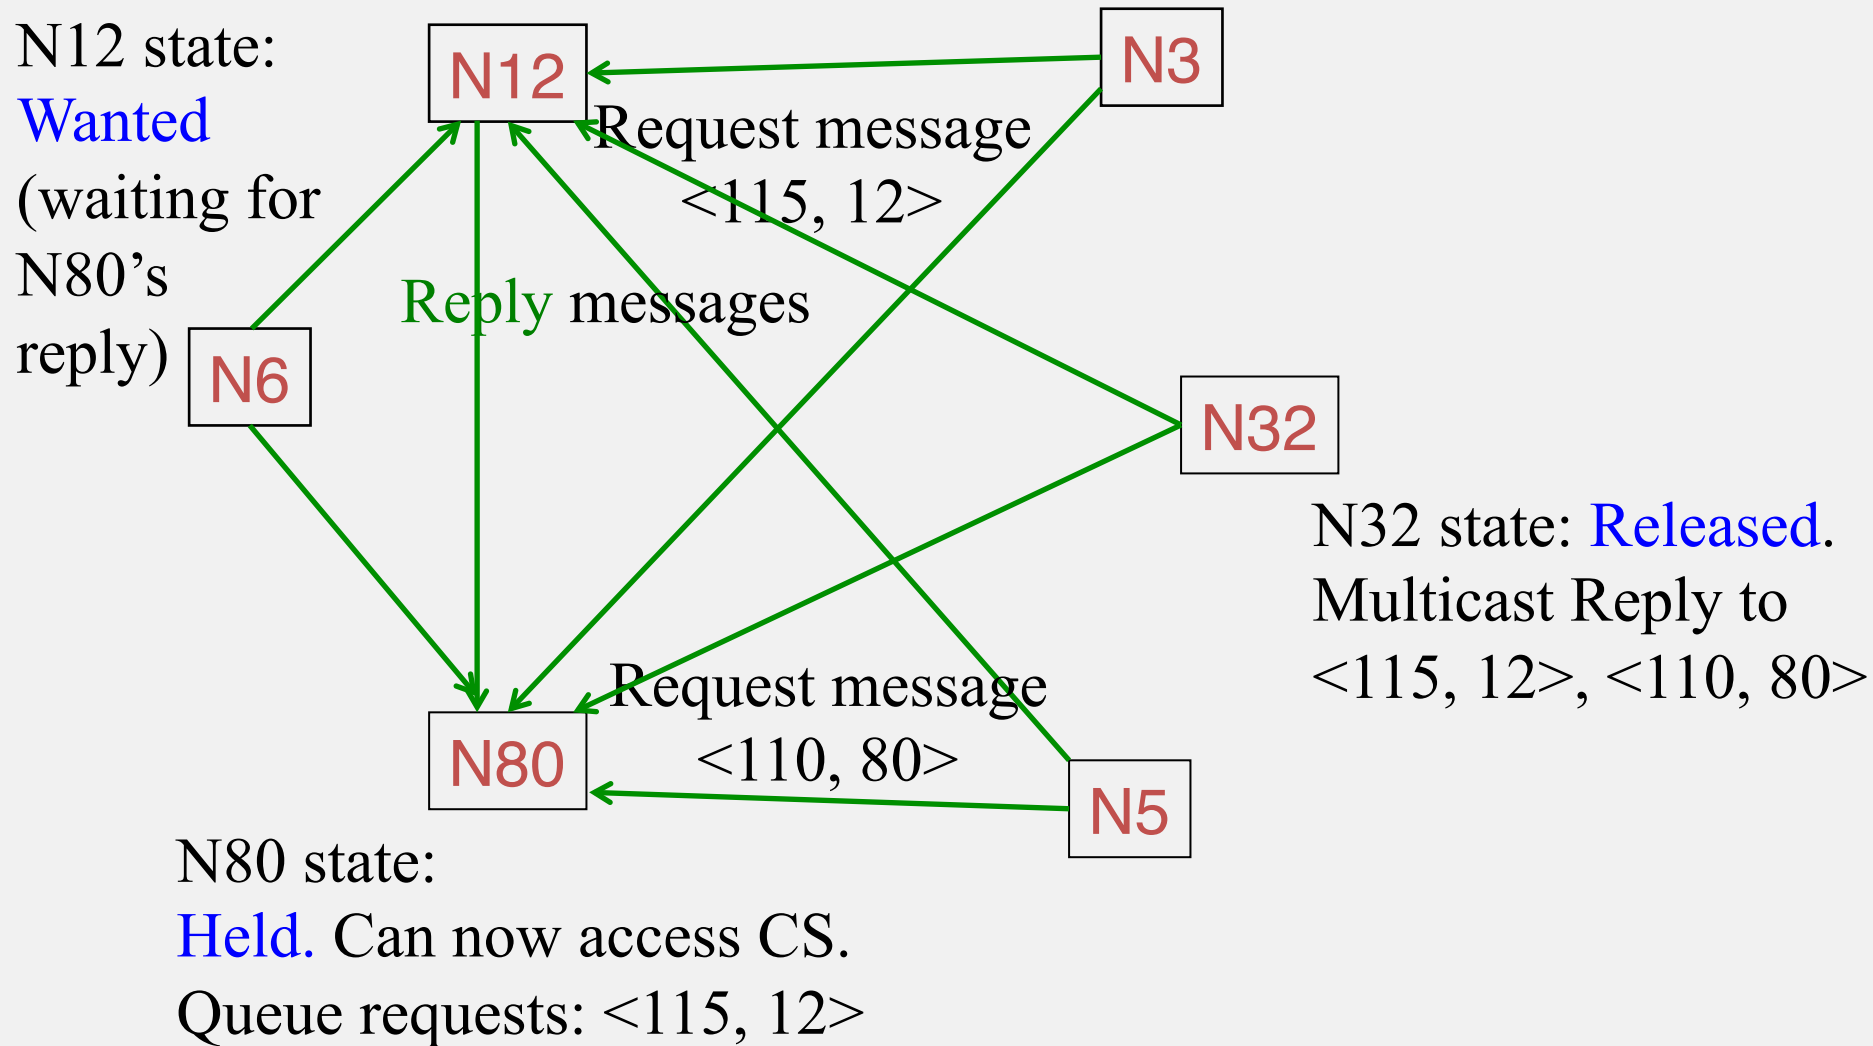 N12 state:
Wanted
(waiting for
N80’s
reply)
N12
N3
Request message
<115, 12>
Reply messages
N6
N32
N32 state: Released.
Multicast Reply to
<115, 12>, <110, 80>
Request message
<110, 80>
N80
N5
N80 state:
Held. Can now access CS.
Queue requests: <115, 12>